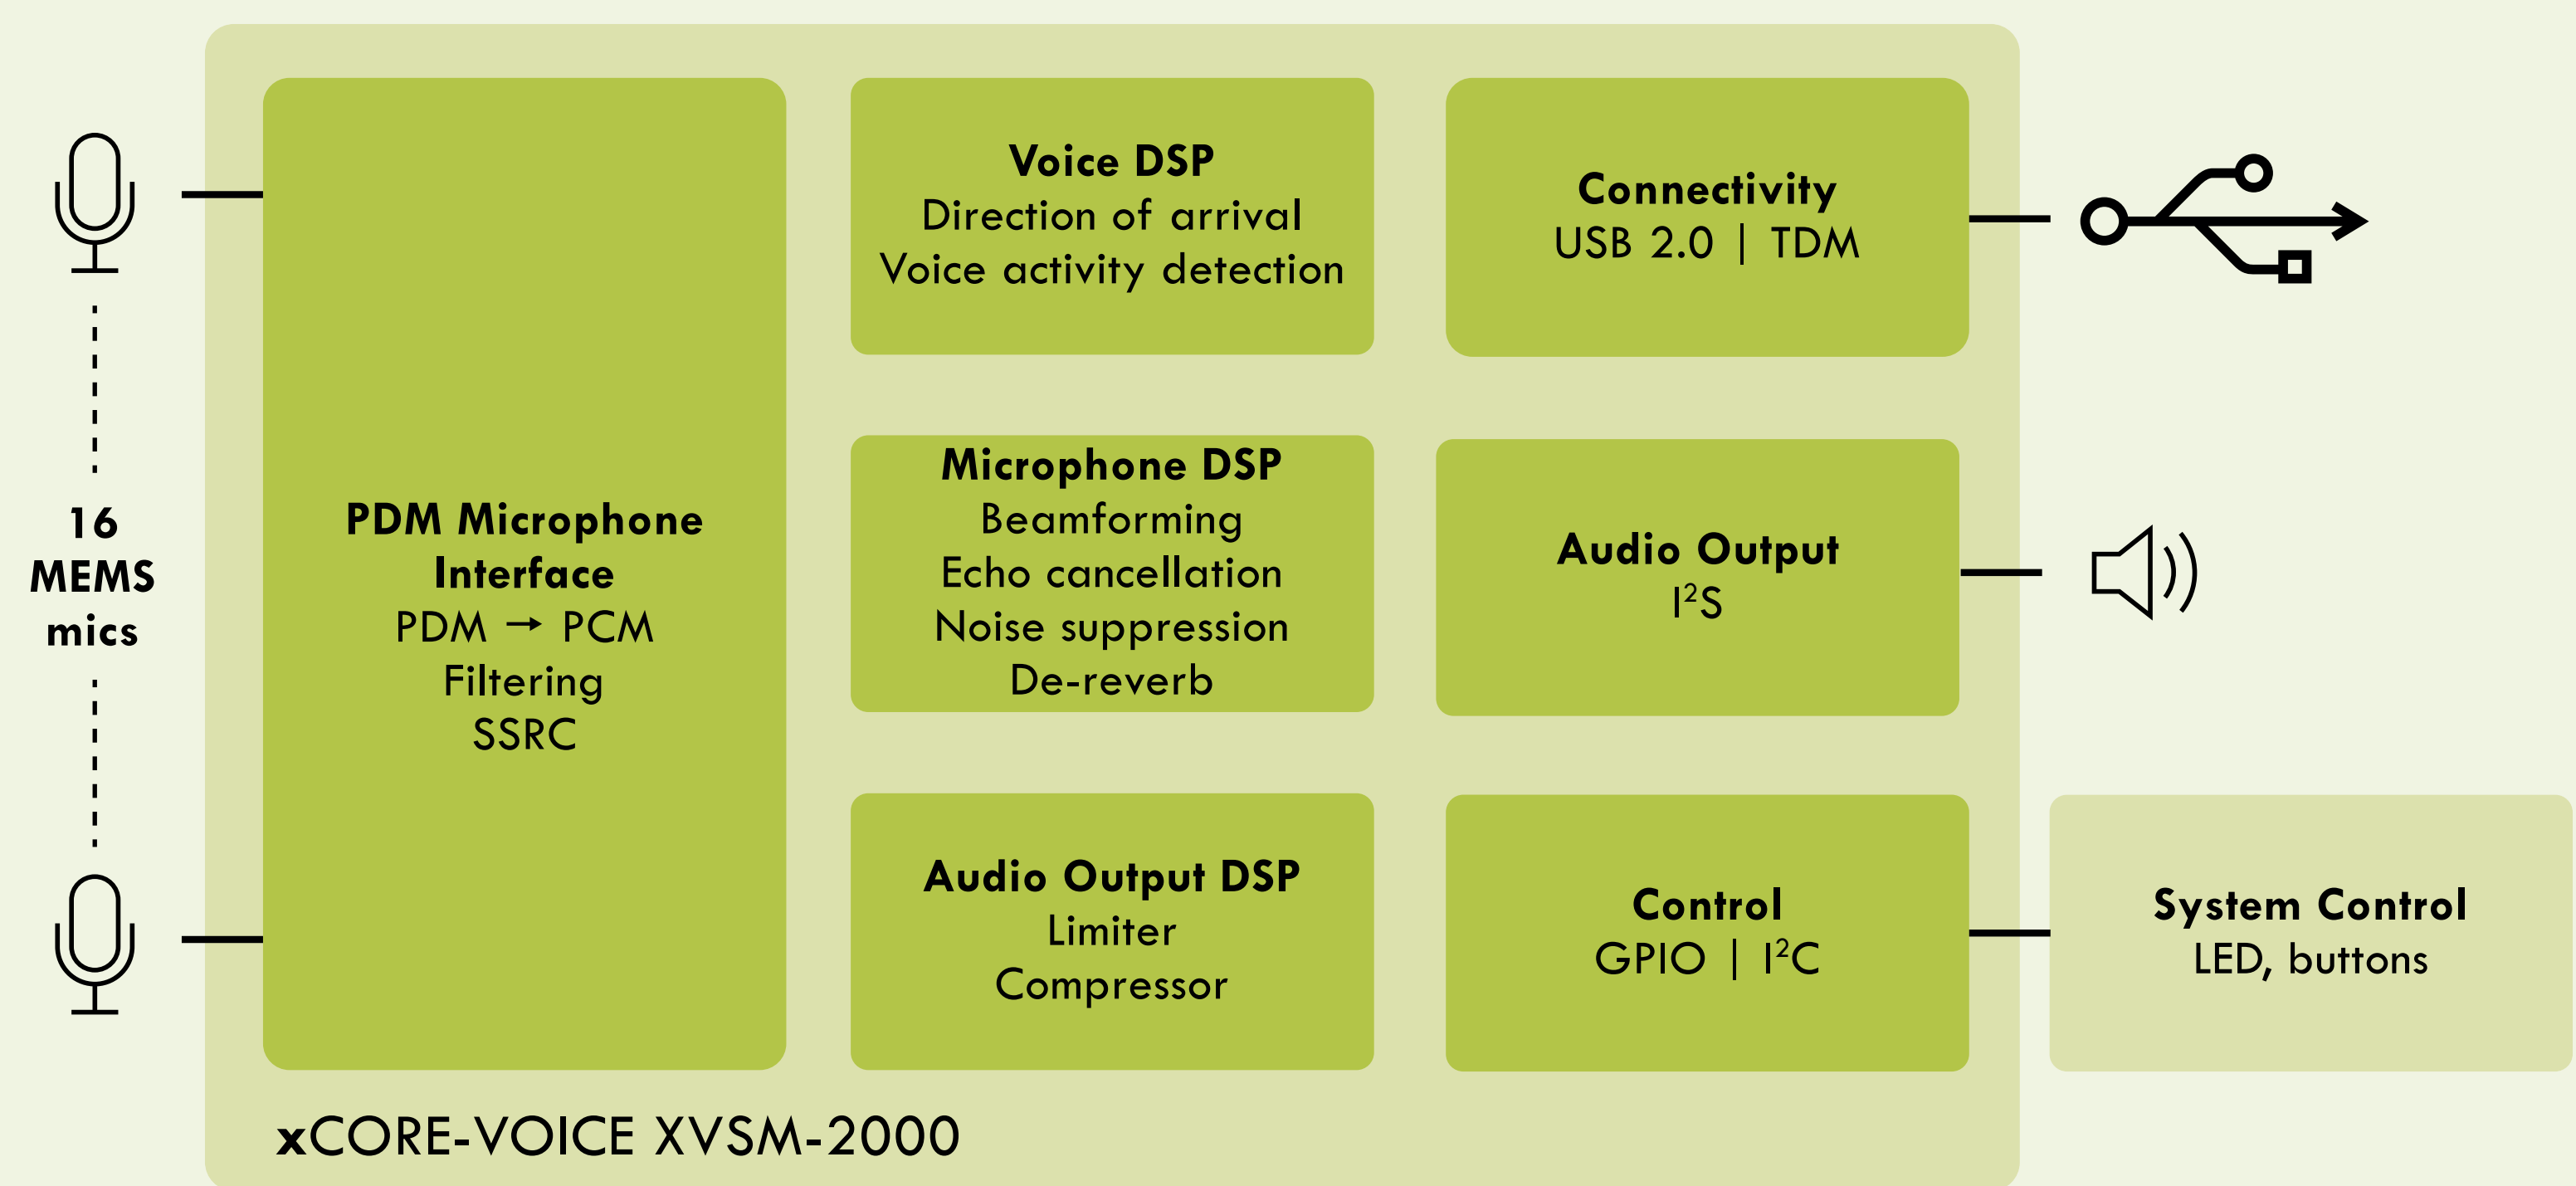 16
MEMS
mics
PDM Microphone
Interface
PDM → PCM
Filtering
SSRC
Voice DSP
Direction of arrival
Voice activity detection
Microphone DSP
Beamforming
Echo cancellation
Noise suppression
De-reverb
Audio Output DSP
Limiter
Compressor
Connectivity
USB 2.0 | TDM
Audio Output
I²S
Control
GPIO | I²C
System Control
LED, buttons
xCORE-VOICE XVSM-2000